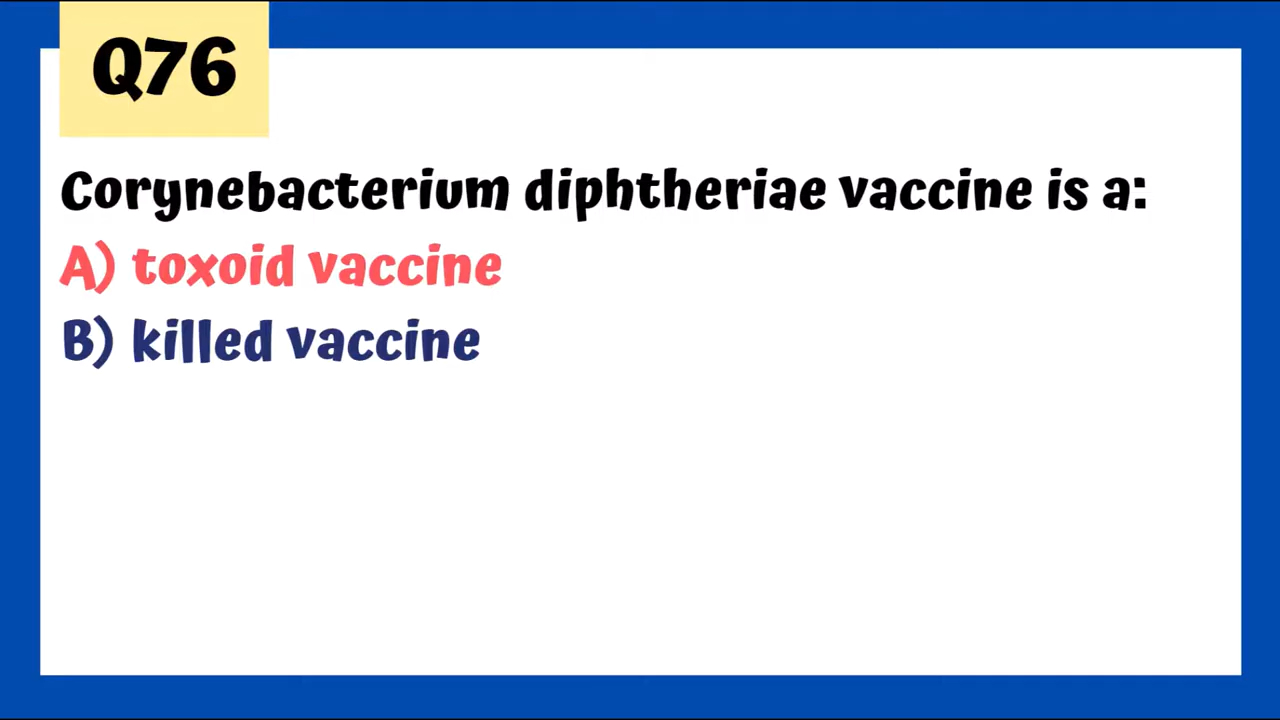 Q76
Corynebacterium diphtheriae vaccine is a:
A) toxoid vaccine
B) killed vaccine